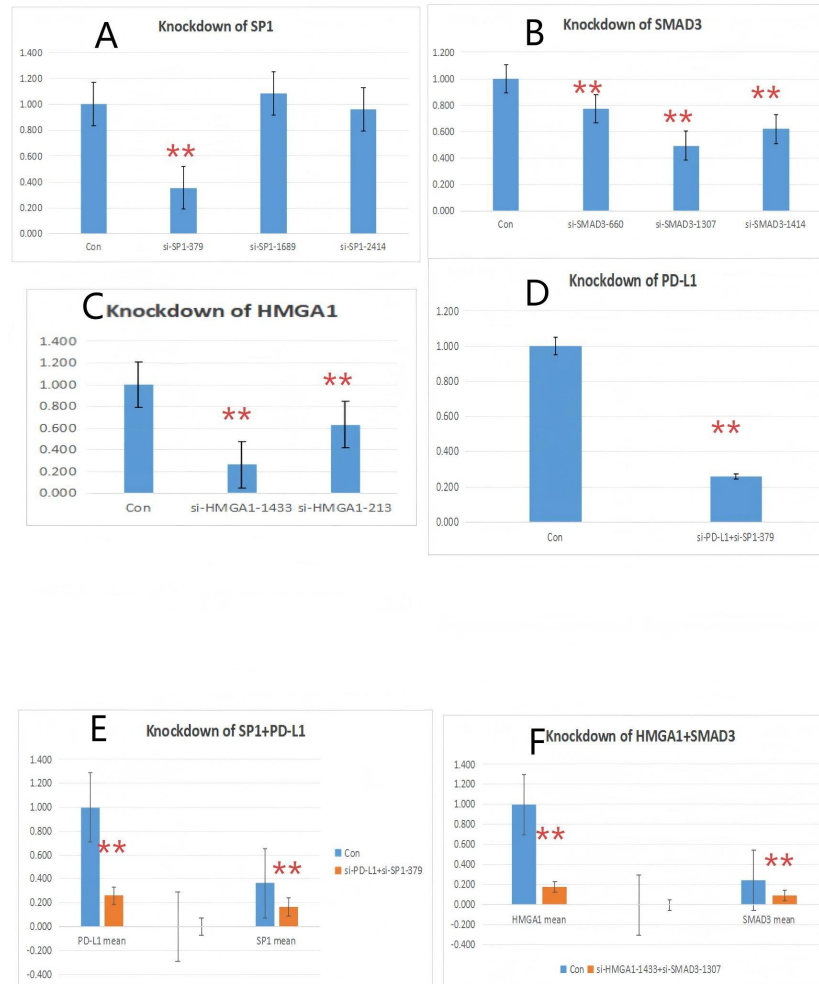 A
Knockdown of SP1
1.400
1.200
1.000
0.800
0.600
0.400
0.200
0.000
**
Con
si-SP1-379
si-SP1-1689
si-SP1-2414
B
Knockdown of SMAD3
1.200
1.000
0.800
0.600
0.400
0.200
0.000
**
**
**
Con
si-SMAD3-660
si-SMAD3-1307
si-SMAD3-1414
C
Knockdown of HMGA1
1.400
1.200
1.000
0.800
0.600
0.400
0.200
0.000
**
**
Con
si-HMGA1-1433
si-HMGA1-213
D
Knockdown of PD-L1
1.200
1.000
0.800
0.600
0.400
0.200
0.000
**
Con
si-PD-L1+si-SP1-379
E
Knockdown of SP1+PD-L1
1.400
1.200
1.000
0.800
0.600
0.400
0.200
0.000
-0.200
-0.400
**
**
PD-L1 mean
SP1 mean
Con
si-PD-L1+si-SP1-379
F
Knockdown of HMGA1+SMAD3
1.400
1.200
1.000
0.800
0.600
0.400
0.200
0.000
-0.200
-0.400
**
**
HMGA1 mean
SMAD3 mean
Con
si-HMGA1-1433+si-SMAD3-1307